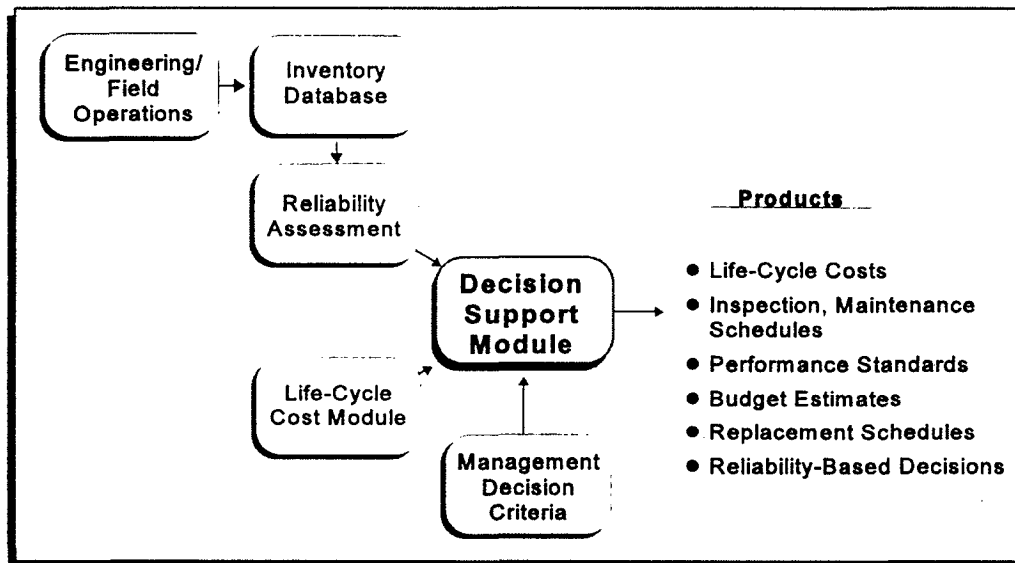 Engineering/
Field
Operations
Inventory
Database
Reliability
Assessment
Decision
Support
Module
Life-Cycle
Cost Module
Management
Decision
Criteria
Products
● Life-Cycle Costs
● Inspection, Maintenance
Schedules
● Performance Standards
● Budget Estimates
● Replacement Schedules
● Reliability-Based Decisions